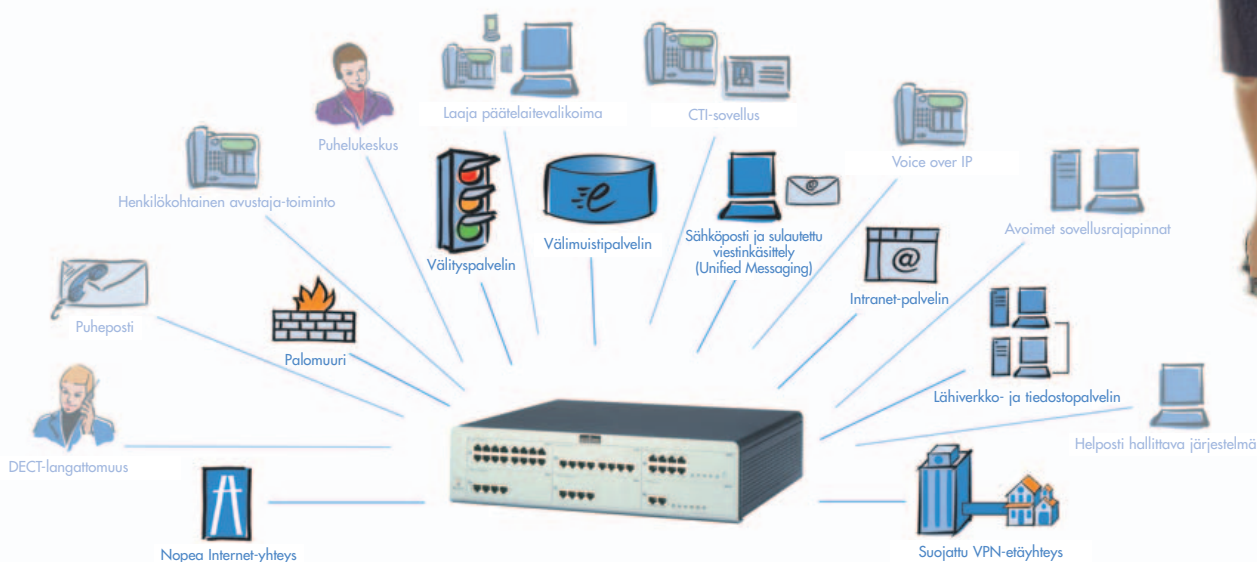 Laaja päätelaitevalikoima
CTI-sovellus
Puhelukeskus
Voice over IP
Henkilökohtainen avustaja-toiminto
Avoimet sovellusrajapinnat
Välityspalvelin
Välimuistipalvelin
Sähköposti ja sulautettu
viestinkäsittely
(Unified Messaging)
Intranet-palvelin
Puheposti
Palomuuri
Lähiverkko- ja tiedostopalvelin
DECT-langattomuus
Helposti hallittava järjestelmä
Nopea Internet-yhteys
Suojattu VPN-etäyhteys